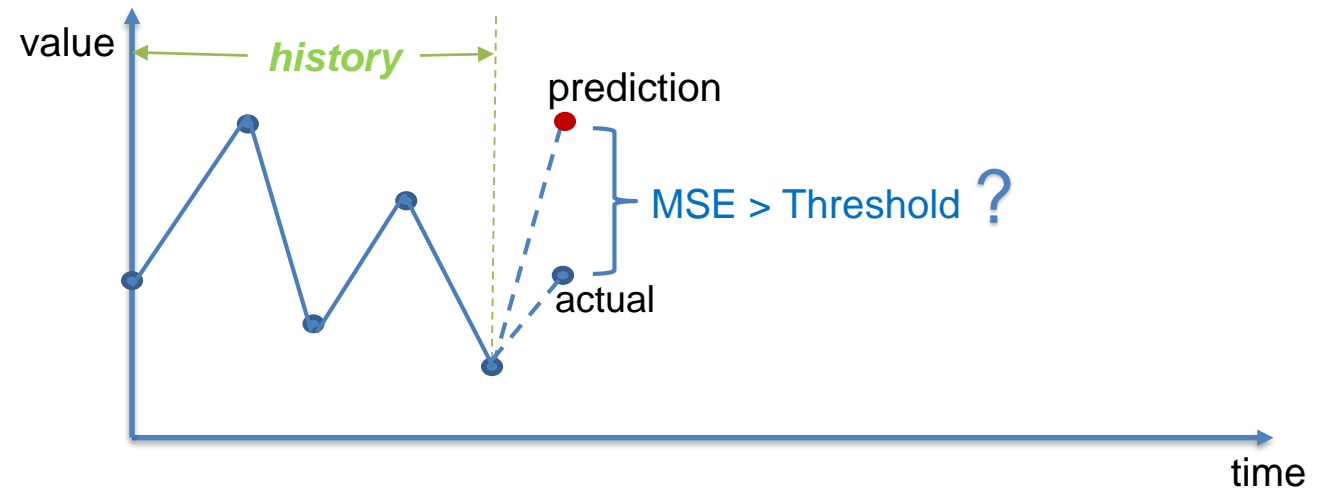 value
history
prediction
MSE > Threshold ?
actual
time